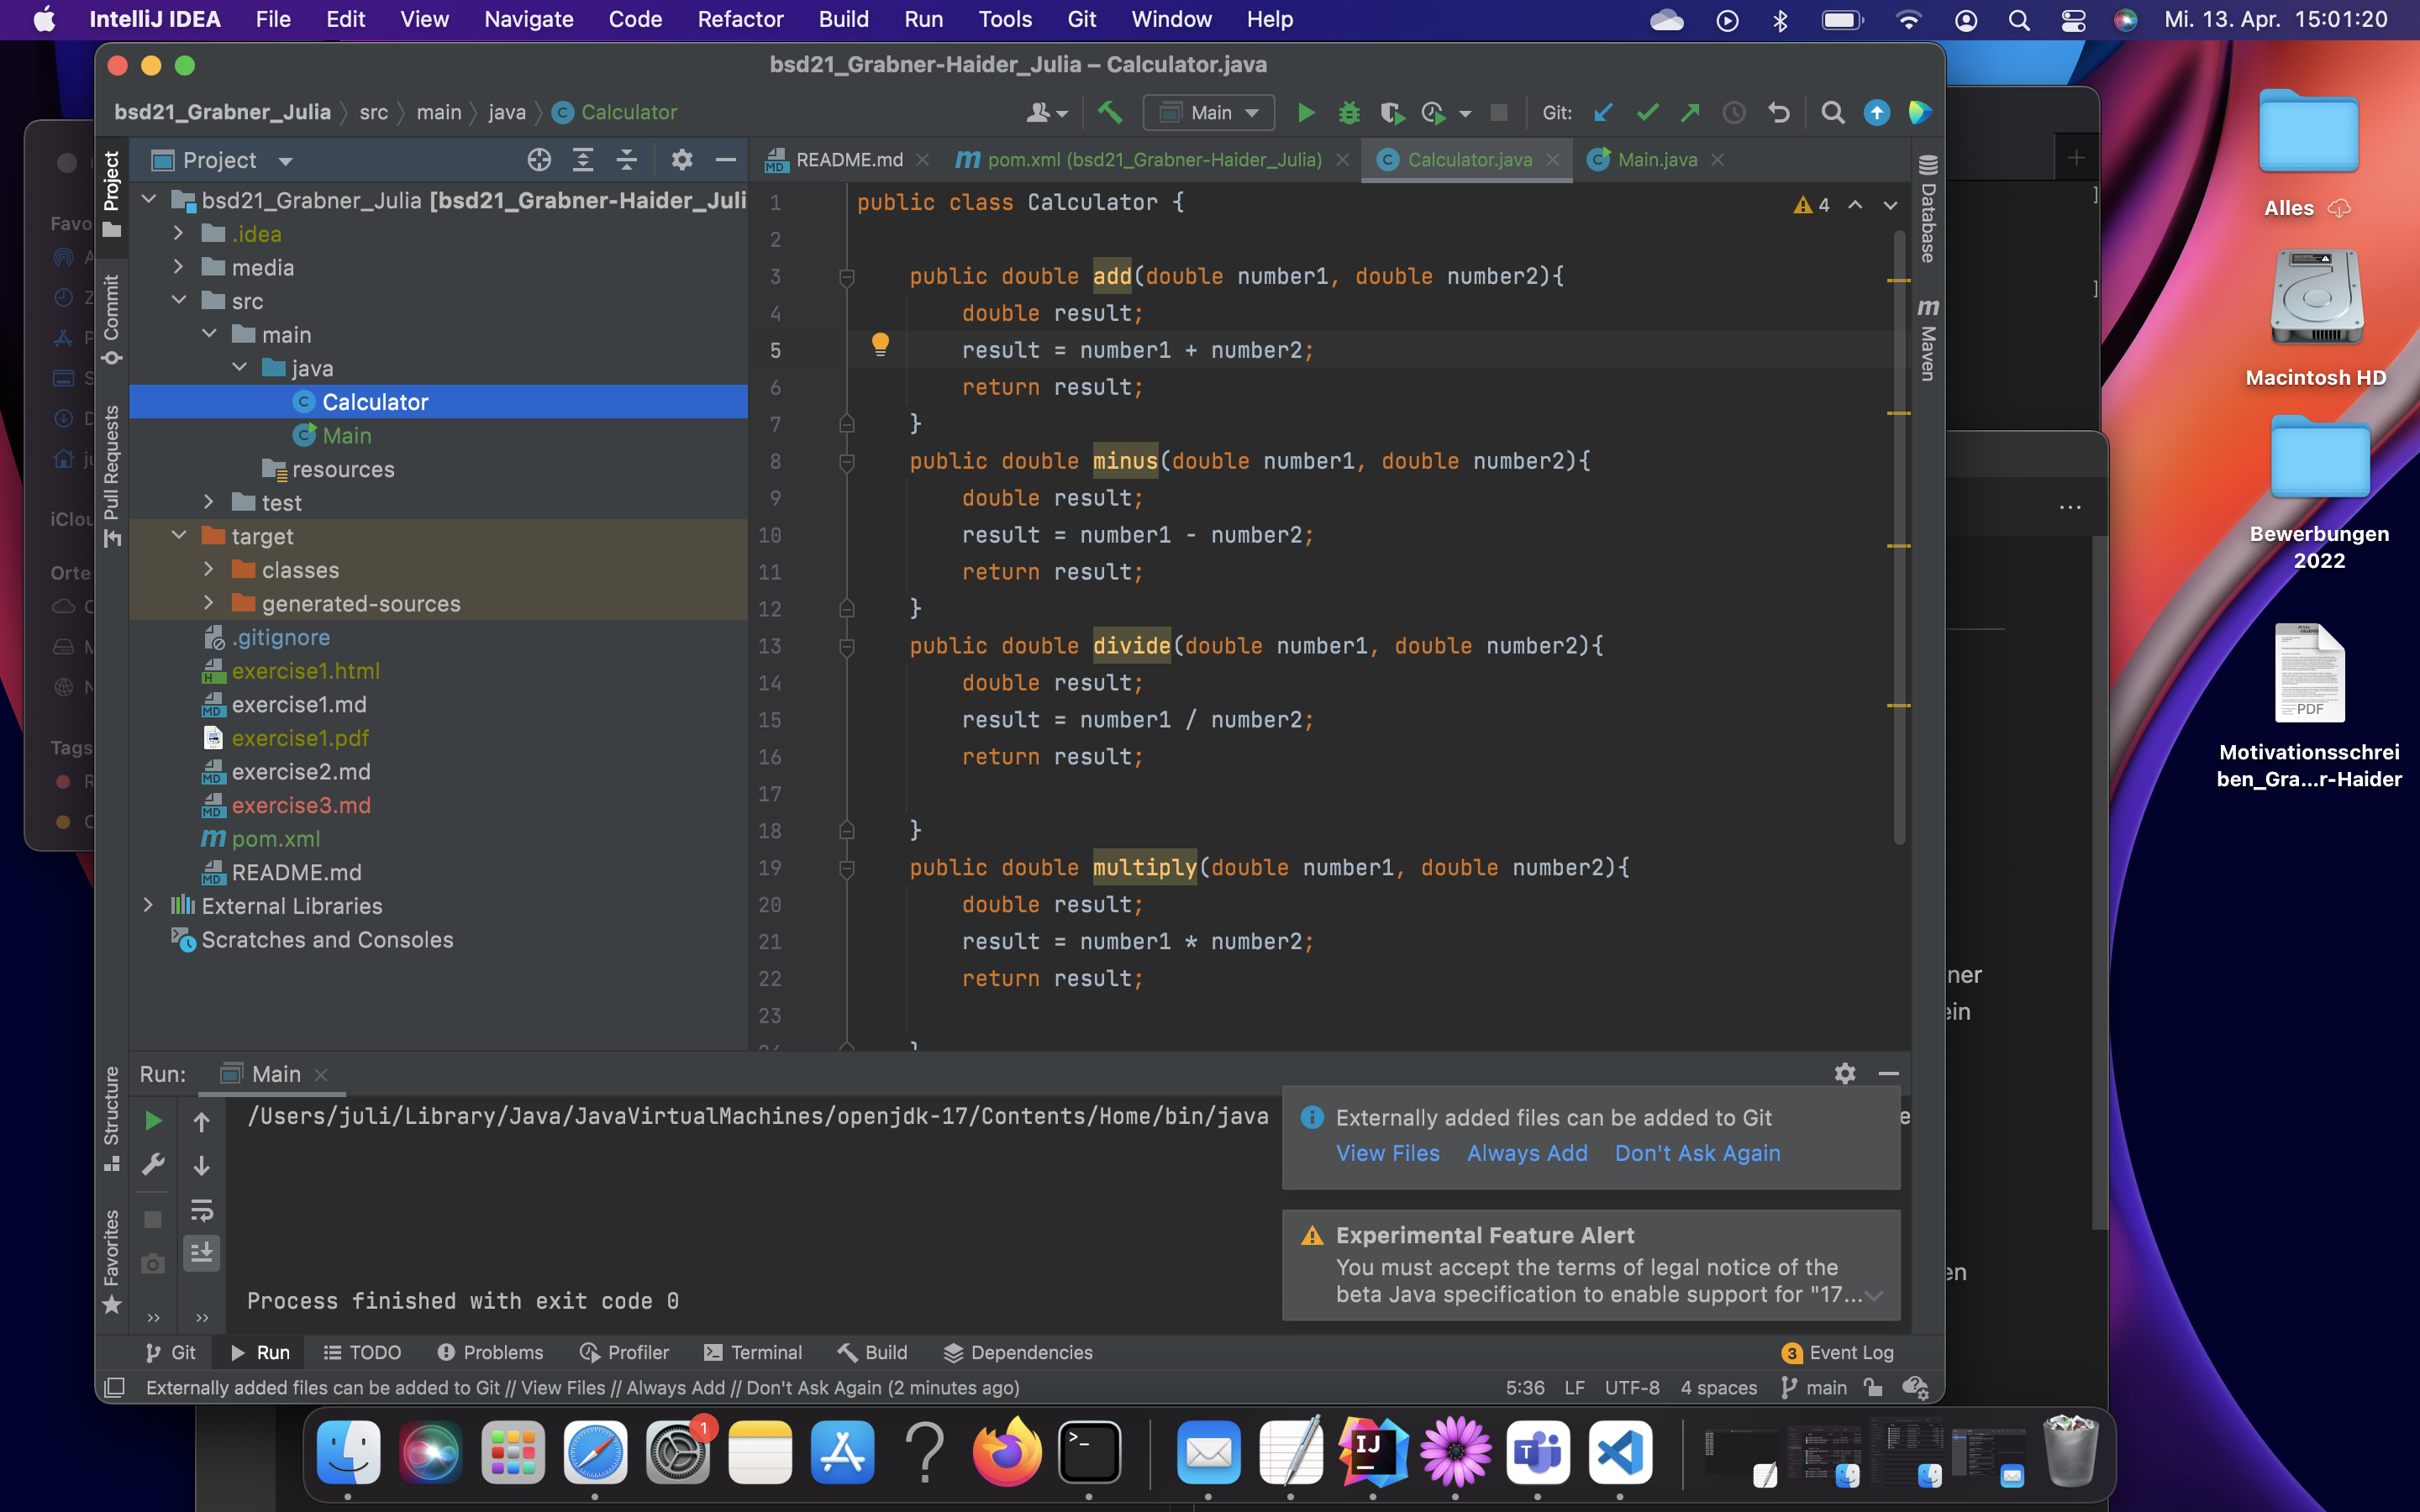 IntelliJ IDEA File Edit View Navigate Code Refactor Build Run Tools Git Window Help Mi. 13. Apr. 15:01:20
bsd21_Grabner-Haider_Julia – Calculator.java
bsd21_Grabner_Julia src main java Calculator
Main Git:
Project
README.md pom.xml (bsd21_Grabner-Haider_Julia) Calculator.java Main.java
bsd21_Grabner_Julia [bsd21_Grabner-Haider_Juli
.idea
media
src
main
java
Calculator
Main
resources
test
target
classes
generated-sources
.gitignore
exercise1.html
exercise1.md
exercise1.pdf
exercise2.md
exercise3.md
pom.xml
README.md
External Libraries
Scratches and Consoles
Project
Commit
Pull Requests
Structure
Favorites
4
1 public class Calculator {
2
3 public double add(double number1, double number2){
4 double result;
5 result = number1 + number2;
6 return result;
7 }
8 public double minus(double number1, double number2){
9 double result;
10 result = number1 - number2;
11 return result;
12 }
13 public double divide(double number1, double number2){
14 double result;
15 result = number1 / number2;
16 return result;
17
18 }
19 public double multiply(double number1, double number2){
20 double result;
21 result = number1 * number2;
22 return result;
23
Database
Maven
Run: Main
/Users/juli/Library/Java/JavaVirtualMachines/openjdk-17/Contents/Home/bin/java
Process finished with exit code 0
Externally added files can be added to Git
View Files Always Add Don't Ask Again
Experimental Feature Alert
You must accept the terms of legal notice of the
beta Java specification to enable support for "17...
Git Run TODO Problems Profiler Terminal Build Dependencies 3 Event Log
Externally added files can be added to Git // View Files // Always Add // Don't Ask Again (2 minutes ago) 5:36 LF UTF-8 4 spaces main
Favo
iClou
Orte
Tags
ner
ein
en
Alles
Macintosh HD
Bewerbungen
2022
PDF
Motivationsschrei
ben_Gra...r-Haider
1